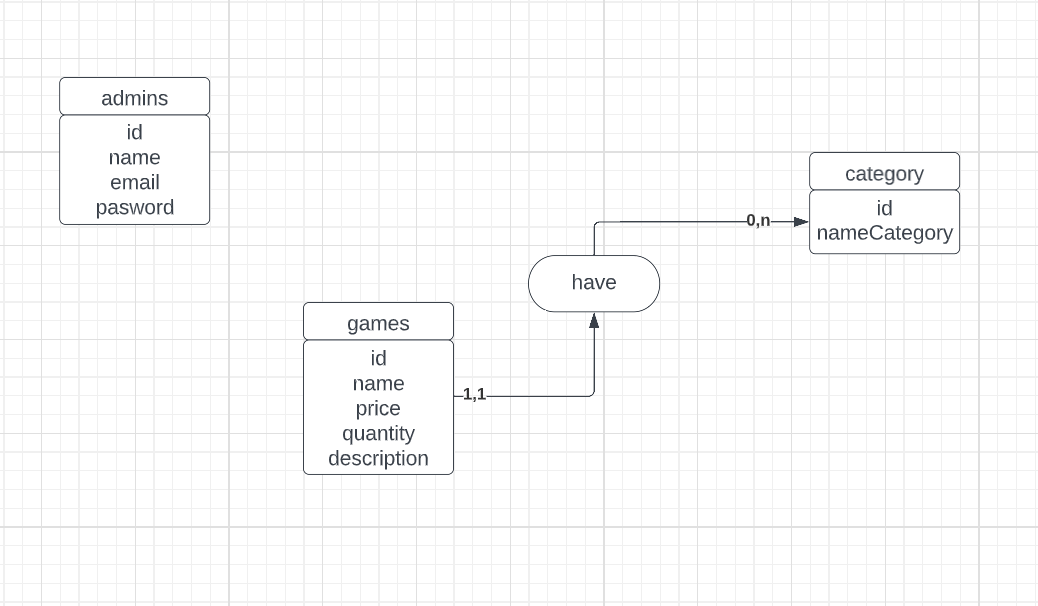 admins
id
name
email
pasword
category
id
nameCategory
0,n
have
games
id
name
price
quantity
description
1,1